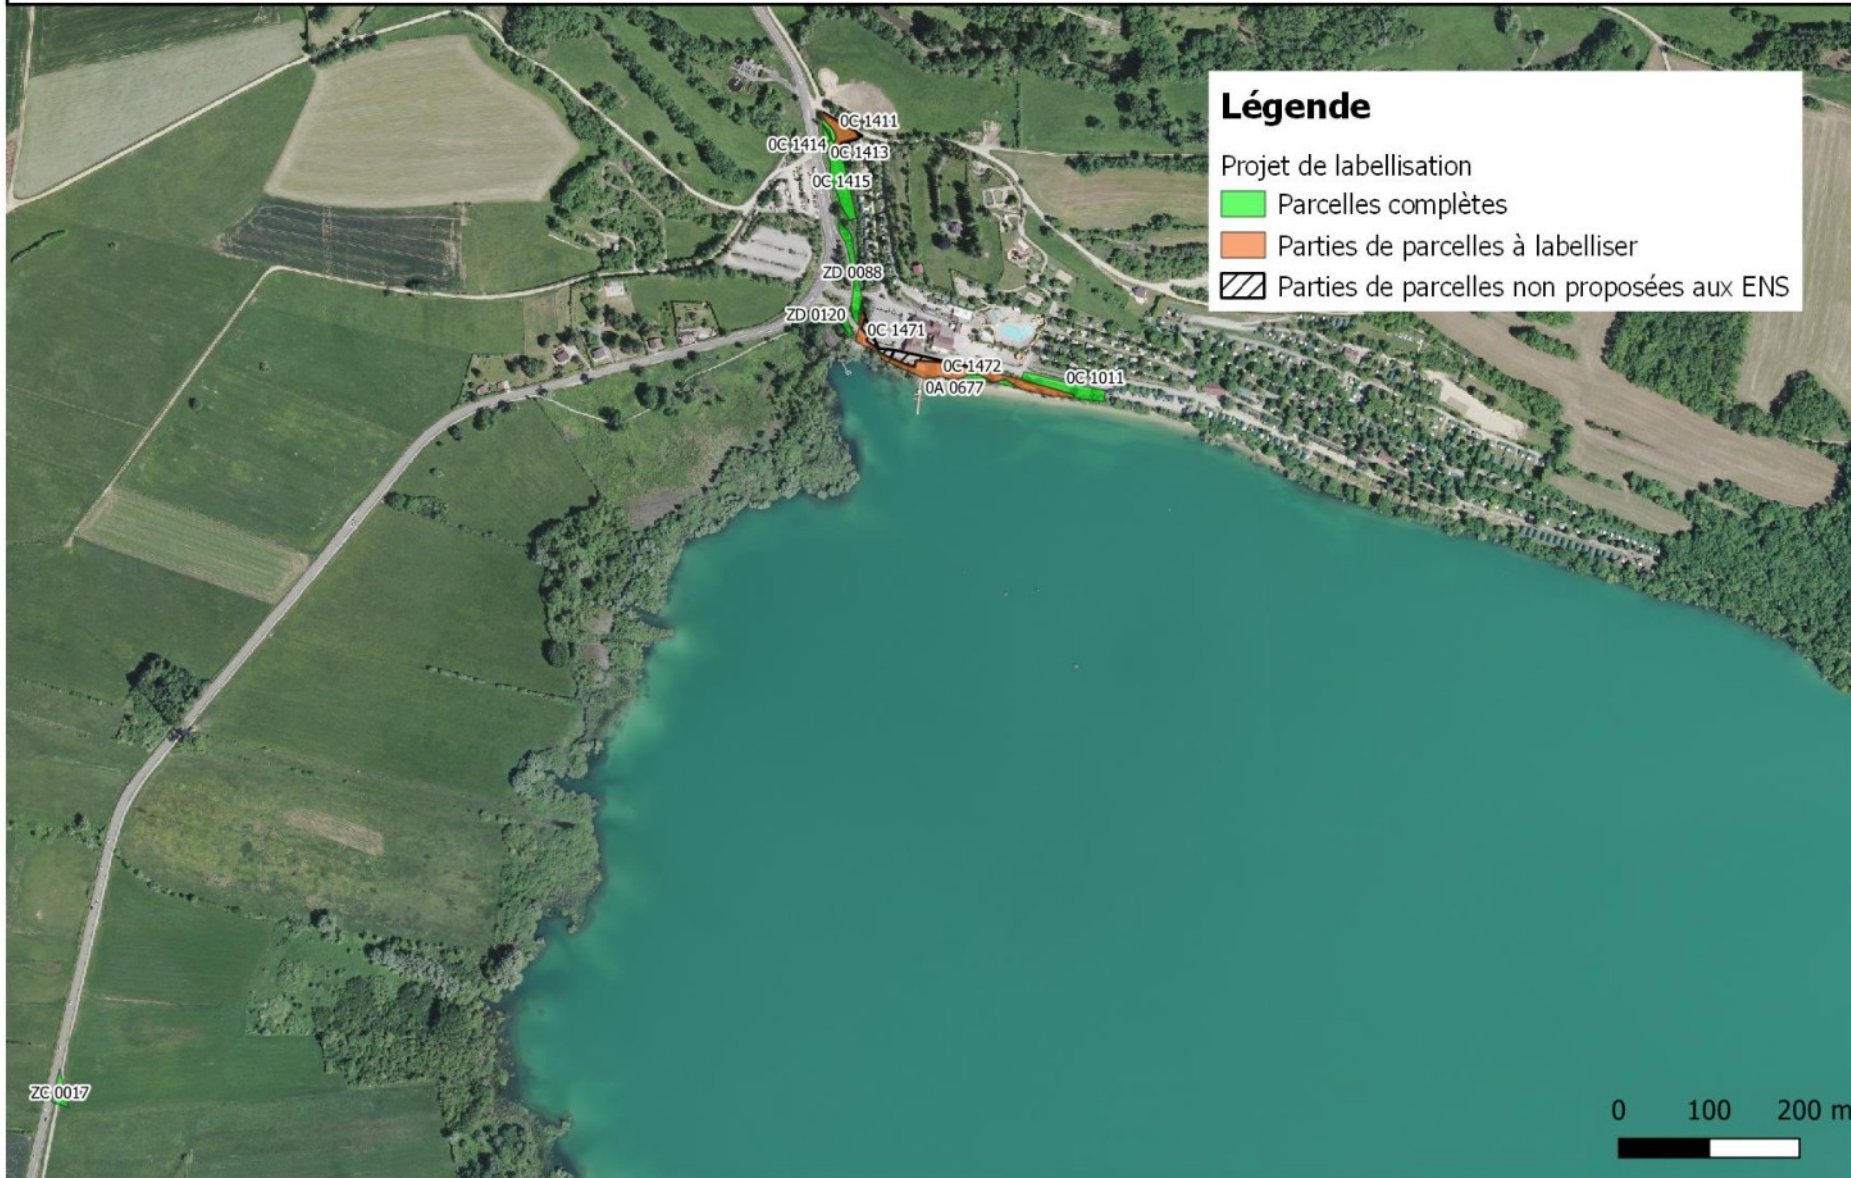 Légende
Projet de labellisation
Parcelles complètes
Parties de parcelles à labelliser
Parties de parcelles non proposées aux ENS
0C 1411
0C 1414
0C 1413
0C 1415
ZD 0088
ZD 0120
0C 1471
0C 1472
0C 1011
0A 0677
ZC 0017
0 100 200 m